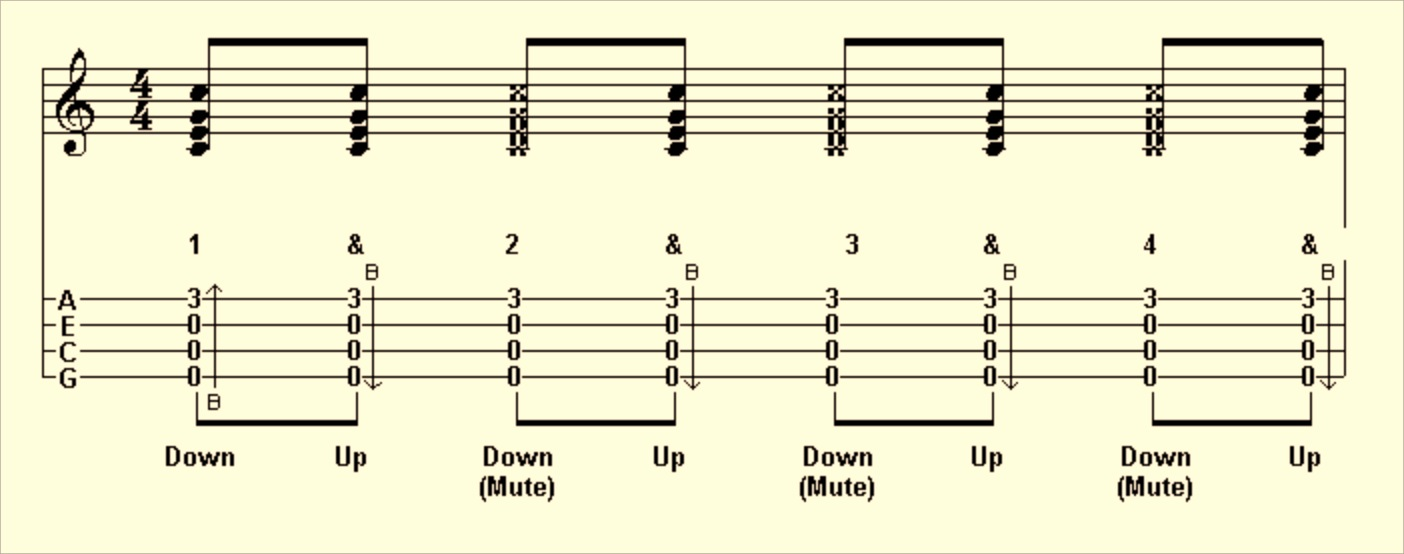 4
4
1 & 2 & 3 & 4 &
B B B B
A 3 3 3 3 3 3 3 3
E 0 0 0 0 0 0 0 0
C 0 0 0 0 0 0 0 0
G 0 0 0 0 0 0 0 0
B
Down Up Down Up Down Up Down Up
(Mute) (Mute) (Mute)